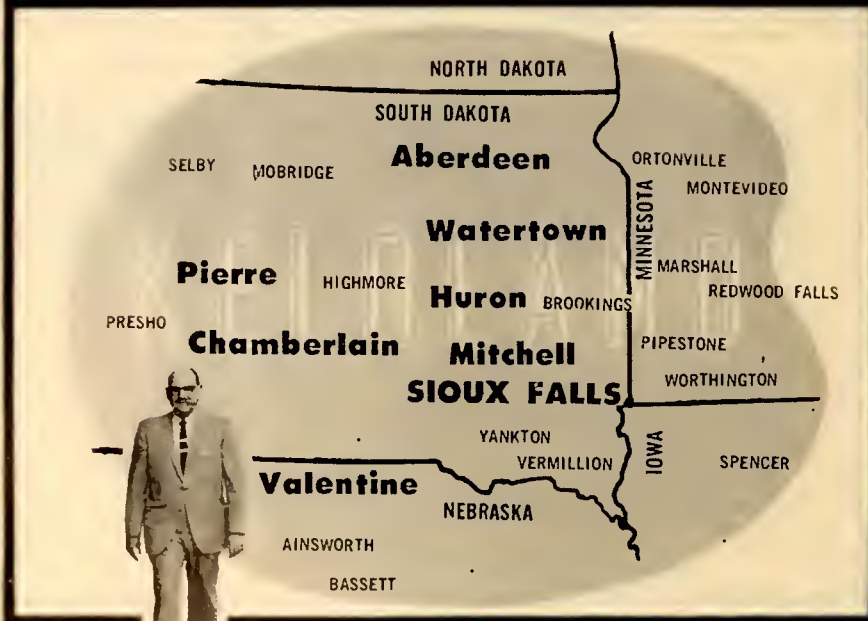 NORTH DAKOTA
SOUTH DAKOTA
Aberdeen
SELBY
MOBRIDGE
ORTONVILLE
MONTEVIDEO
MINNESOTA
Watertown
MARSHALL
REDWOOD FALLS
Pierre
HIGHMORE
Huron
BROOKINGS
PRESHO
Chamberlain
Mitchell
PIPESTONE
SIOUX FALLS
WORTHINGTON
YANKTON
VERMILLION
IOWA
SPENCER
Valentine
NEBRASKA
AINSWORTH
BASSETT